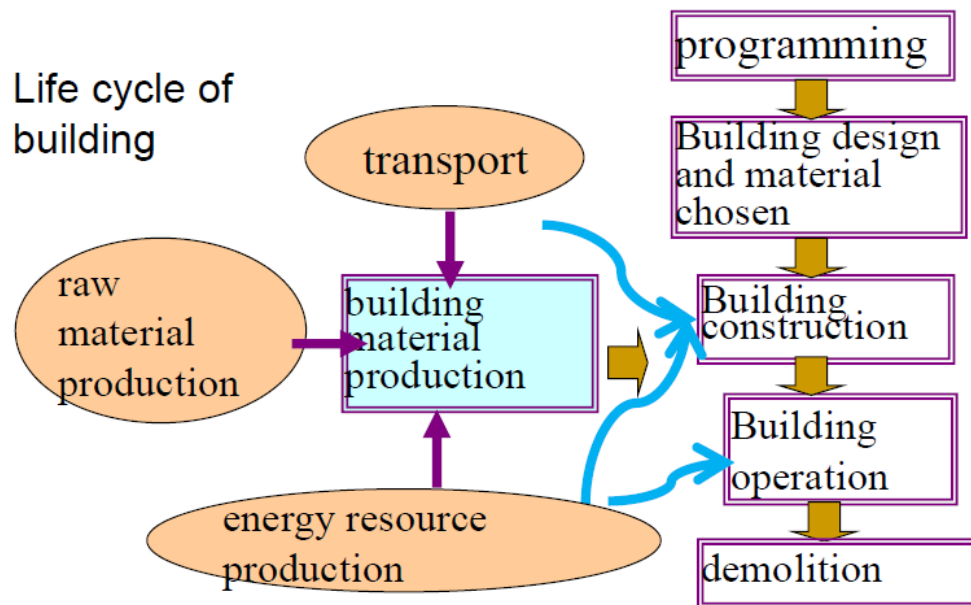 Life cycle of
building
transport
raw
material
production
building
material
production
energy resource
production
programming
Building design
and material
chosen
Building
construction
Building
operation
demolition